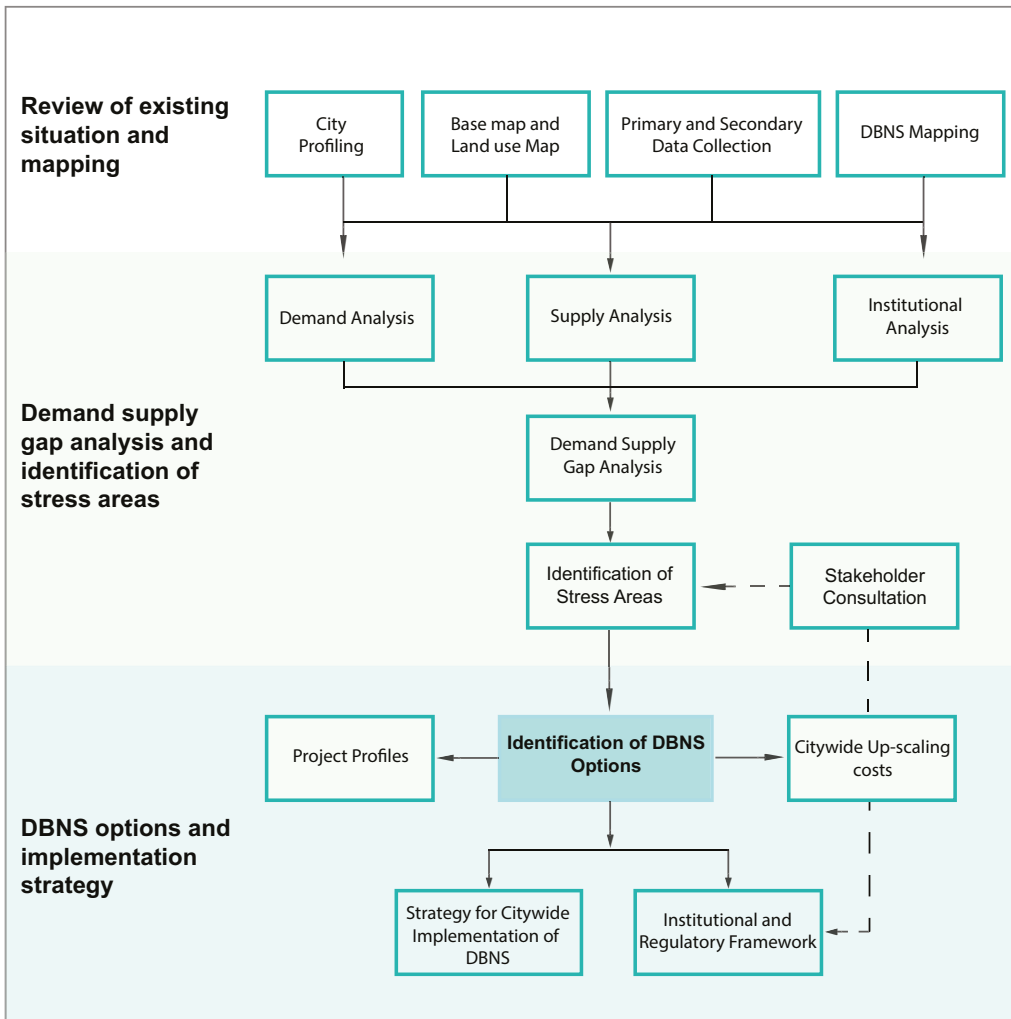 Review of existing
situation and
mapping
City
Profiling
Base map and
Land use Map
Primary and Secondary
Data Collection
DBNS Mapping
Demand supply
gap analysis and
identification of
stress areas
Demand Analysis
Supply Analysis
Institutional
Analysis
Demand Supply
Gap Analysis
Identification of
Stress Areas
Stakeholder
Consultation
DBNS options and
implementation
strategy
Project Profiles
Identification of DBNS
Options
Citywide Up-scaling
costs
Strategy for Citywide
Implementation of
DBNS
Institutional and
Regulatory Framework